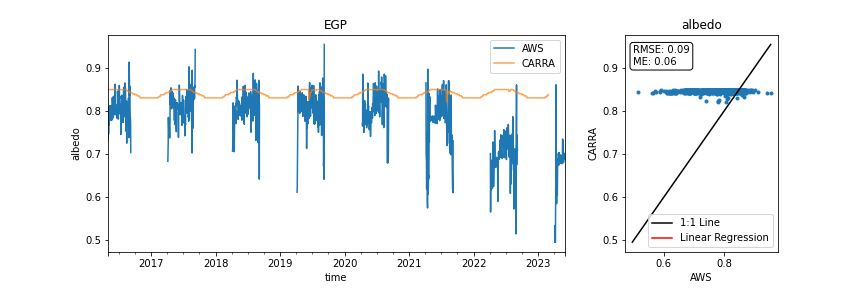 EGP
albedo
AWS
CARRA
0.9
0.8
0.7
0.6
0.5
albedo
2017
2018
2019
2020
2021
2022
2023
time
albedo
RMSE: 0.09
ME: 0.06
0.9
0.8
0.7
0.6
0.5
CARRA
1:1 Line
Linear Regression
0.6
0.8
AWS